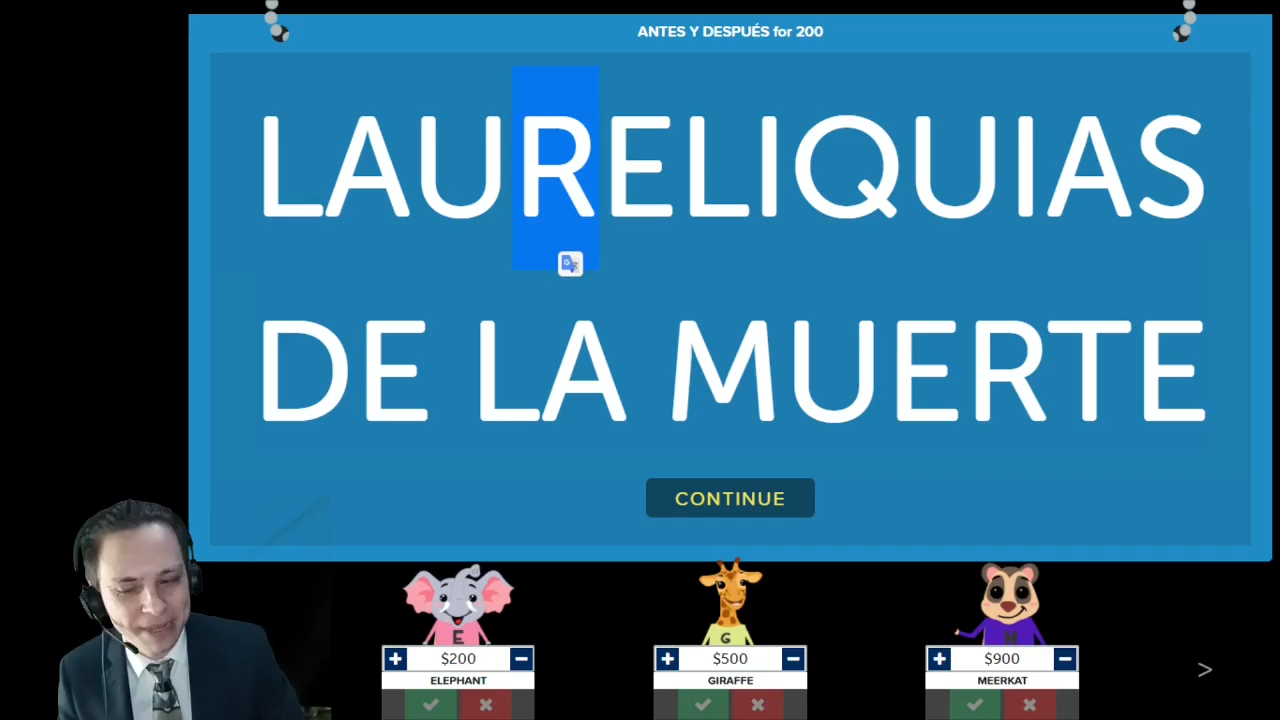 ANTES Y DESPUÉS for 200
LAURELIQUIAS
DE LA MUERTE
CONTINUE
E
G
$200
$500
$900
ELEPHANT
GIRAFFE
MEERKAT